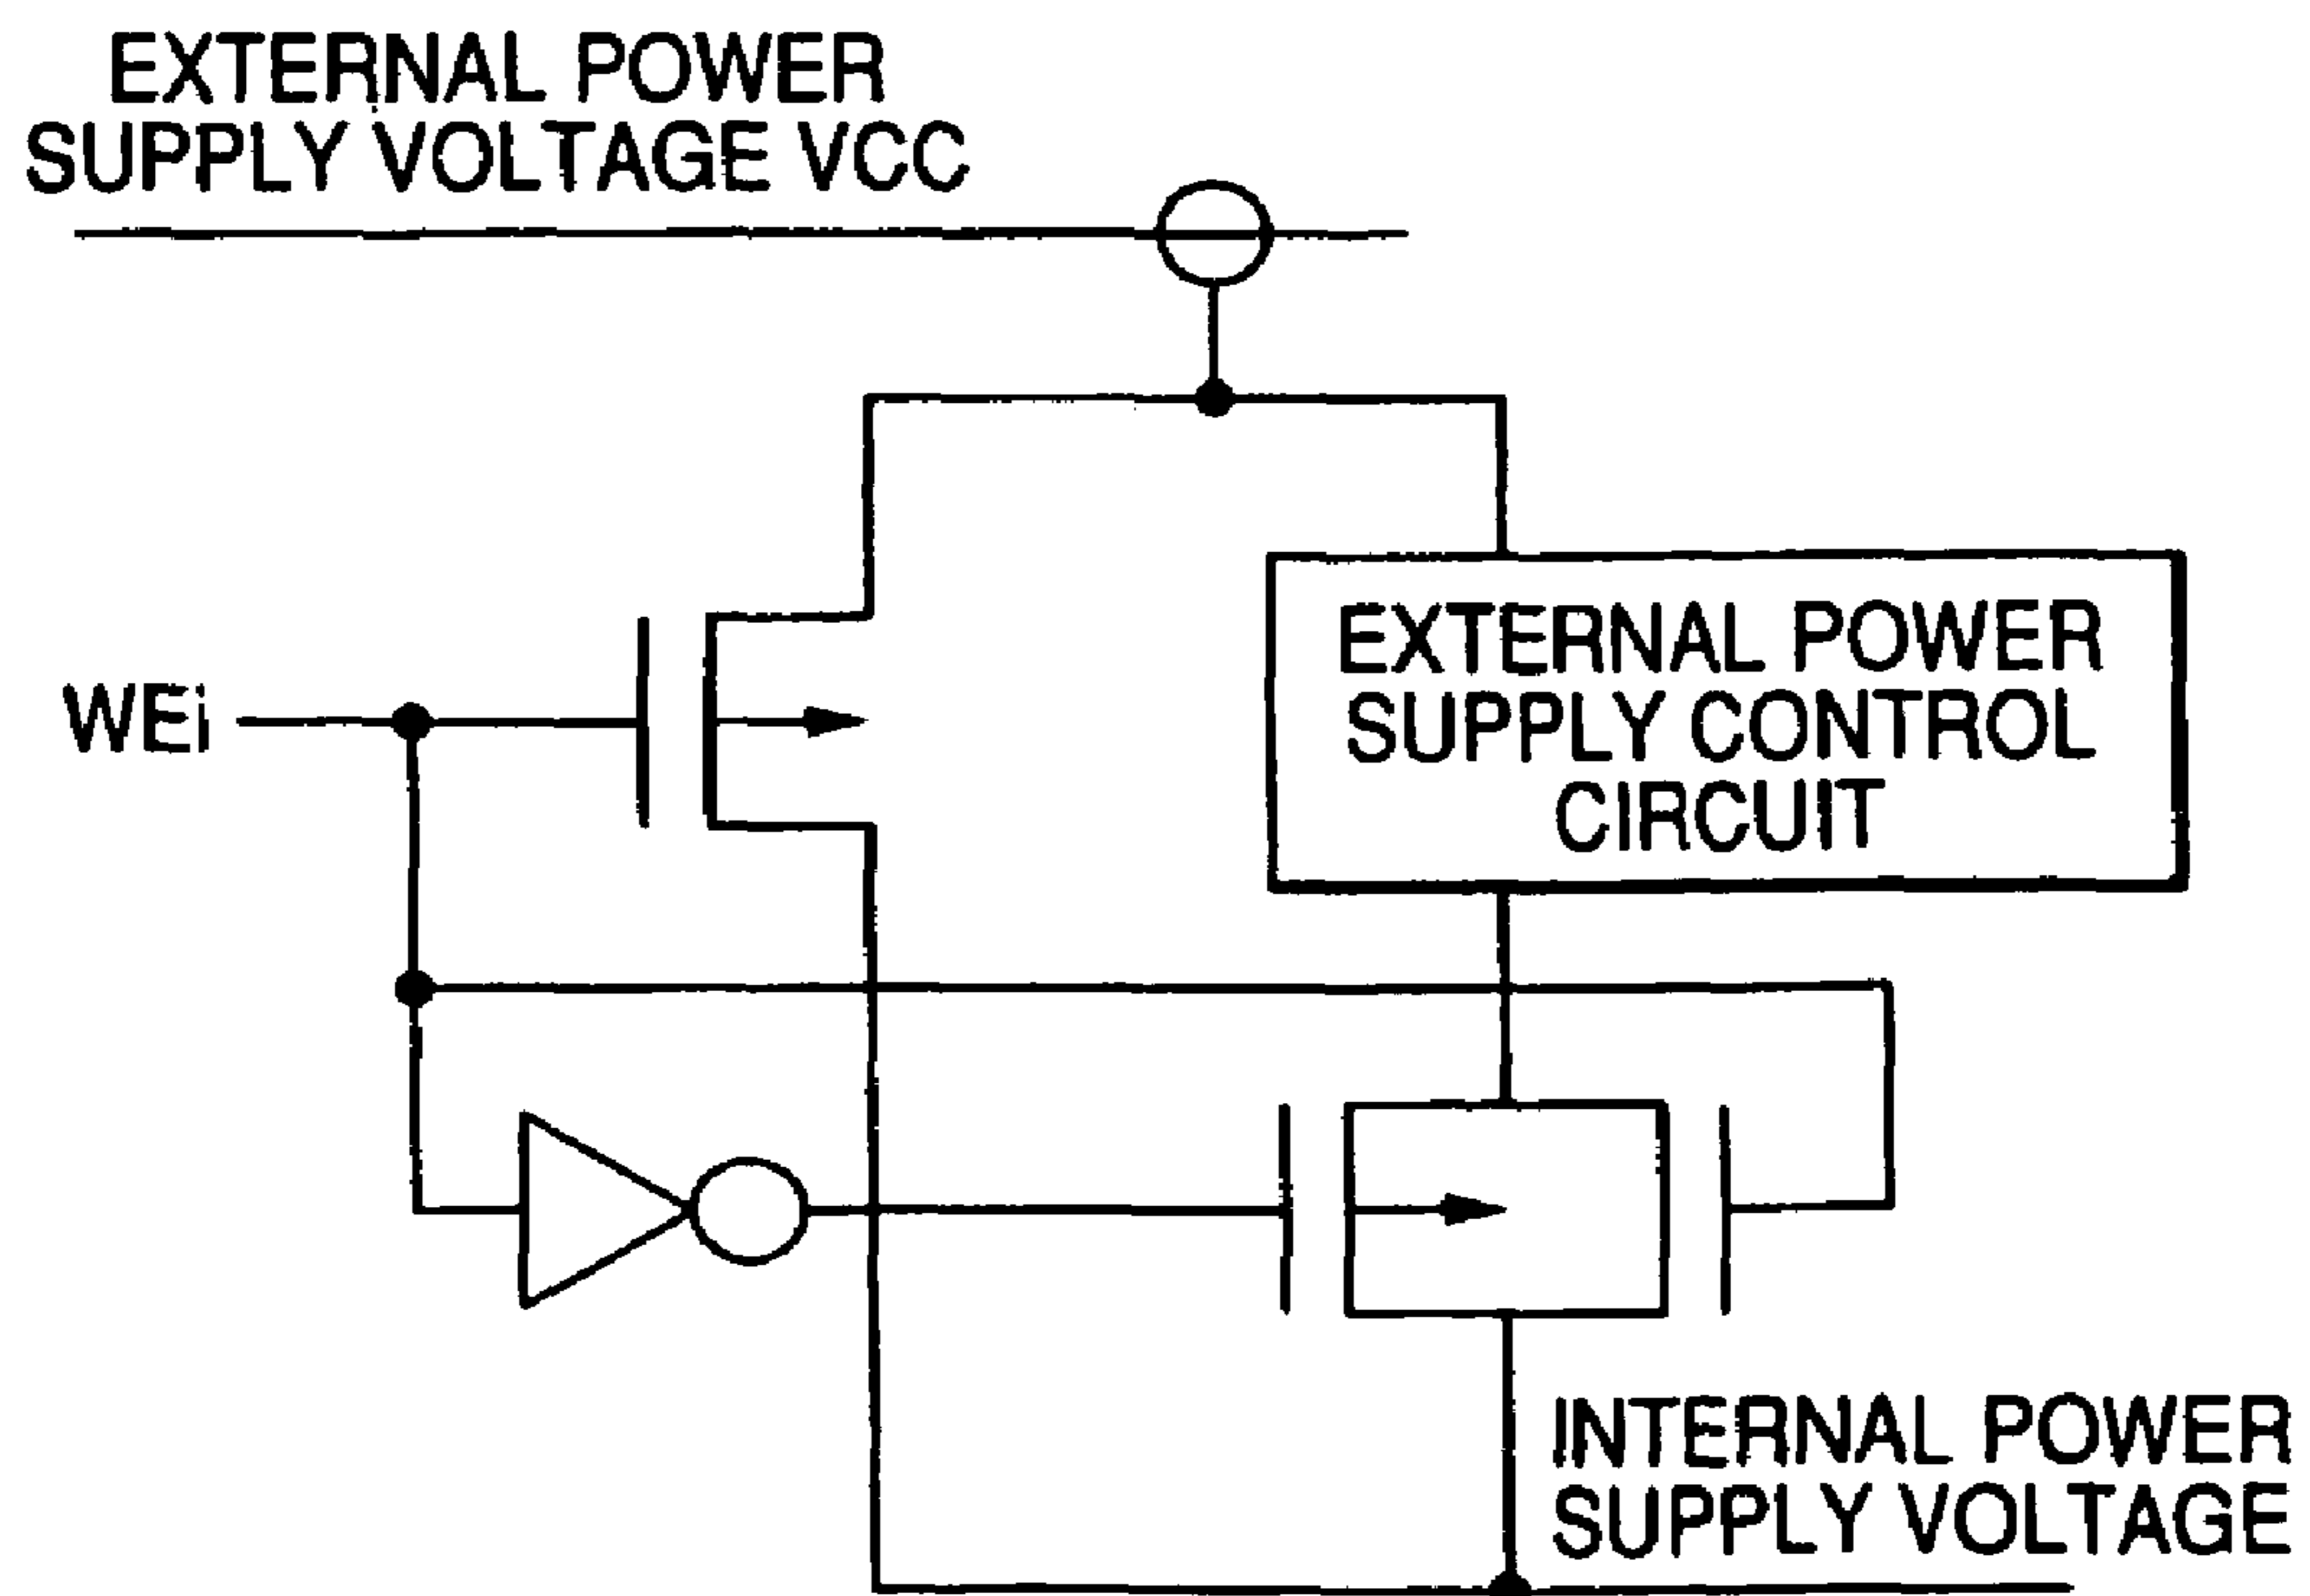 EXTERNAL POWER
SUPPLY VOLTAGE VCC
WEi
EXTERNAL POWER
SUPPLY CONTROL
CIRCUIT
INTERNAL POWER
SUPPLY VOLTAGE